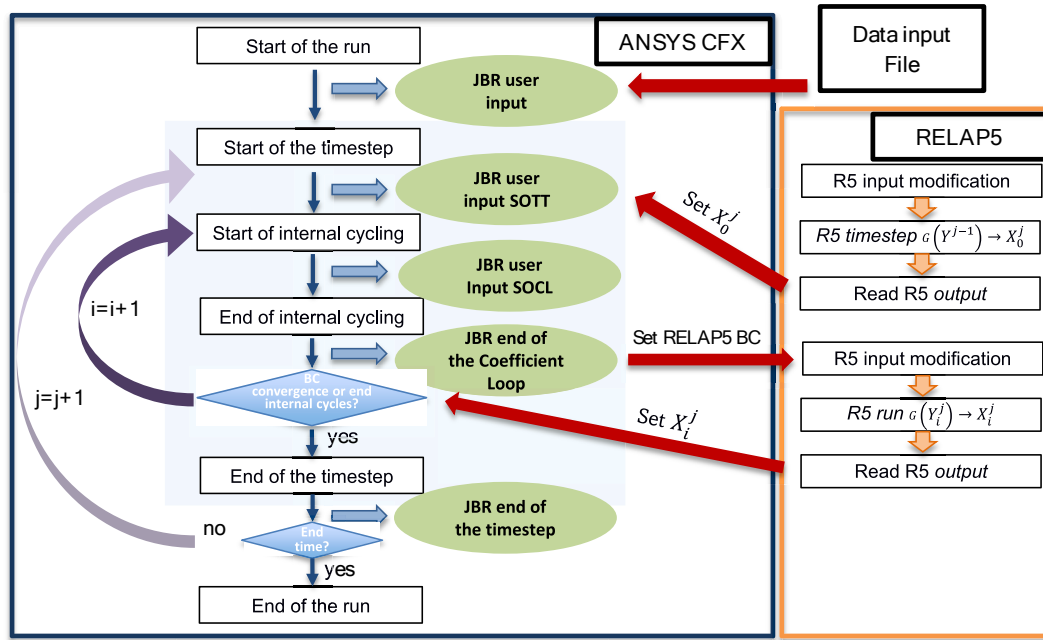 Start of the run
ANSYS CFX
Data input
File
JBR user
input
RELAP5
Start of the timestep
R5 input modification
JBR user
input SOTT
Set X_0^j
Start of internal cycling
R5 timestep G(Y^{j−1}) → X_0^j
JBR user
Input SOCL
Read R5 output
i=i+1
End of internal cycling
Set RELAP5 BC
JBR end of
the Coefficient
Loop
R5 input modification
BC
convergence or end
internal cycles?
j=j+1
R5 run G(Y_i^j) → X_i^j
Set X_i^j
yes
End of the timestep
Read R5 output
JBR end of
the timestep
no
End
time?
yes
End of the run